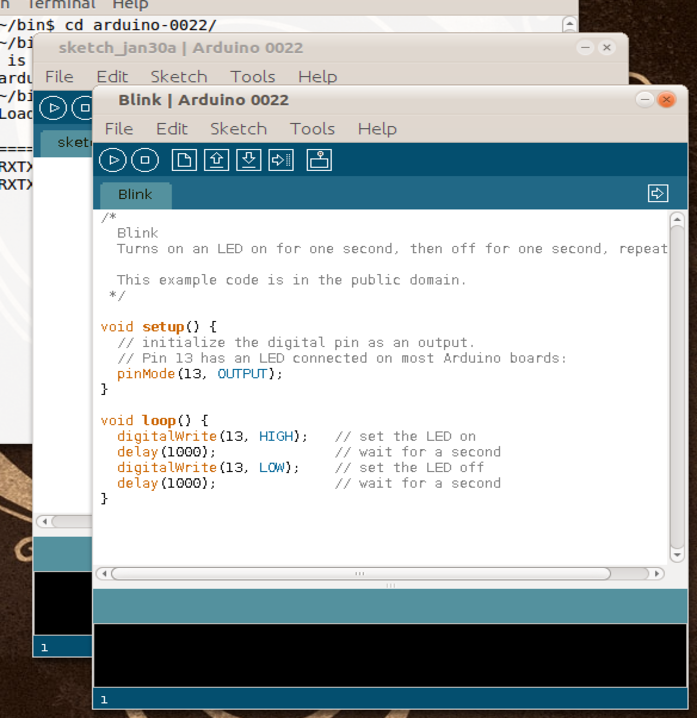 n Terminal Help
~/bin$ cd arduino-0022/
~/bi
is
ardu
~/bi
Load
====
RXTX
RXTX
sketch_jan30a | Arduino 0022
File Edit Sketch Tools Help
sket
1
Blink | Arduino 0022
File Edit Sketch Tools Help
Blink
/*
Blink
Turns on an LED on for one second, then off for one second, repeat
This example code is in the public domain.
*/
void setup() {
// initialize the digital pin as an output.
// Pin 13 has an LED connected on most Arduino boards:
pinMode(13, OUTPUT);
}
void loop() {
digitalWrite(13, HIGH);   // set the LED on
delay(1000);              // wait for a second
digitalWrite(13, LOW);    // set the LED off
delay(1000);              // wait for a second
}
1